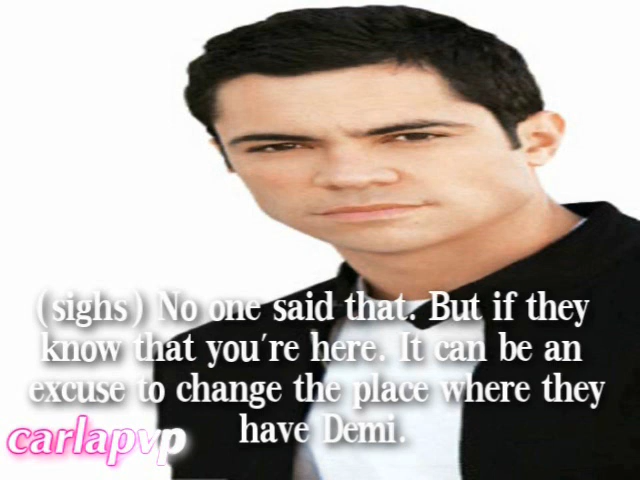 (sighs) No one said that. But if they
know that you're here. It can be an
excuse to change the place where they
have Demi.
carlapvp